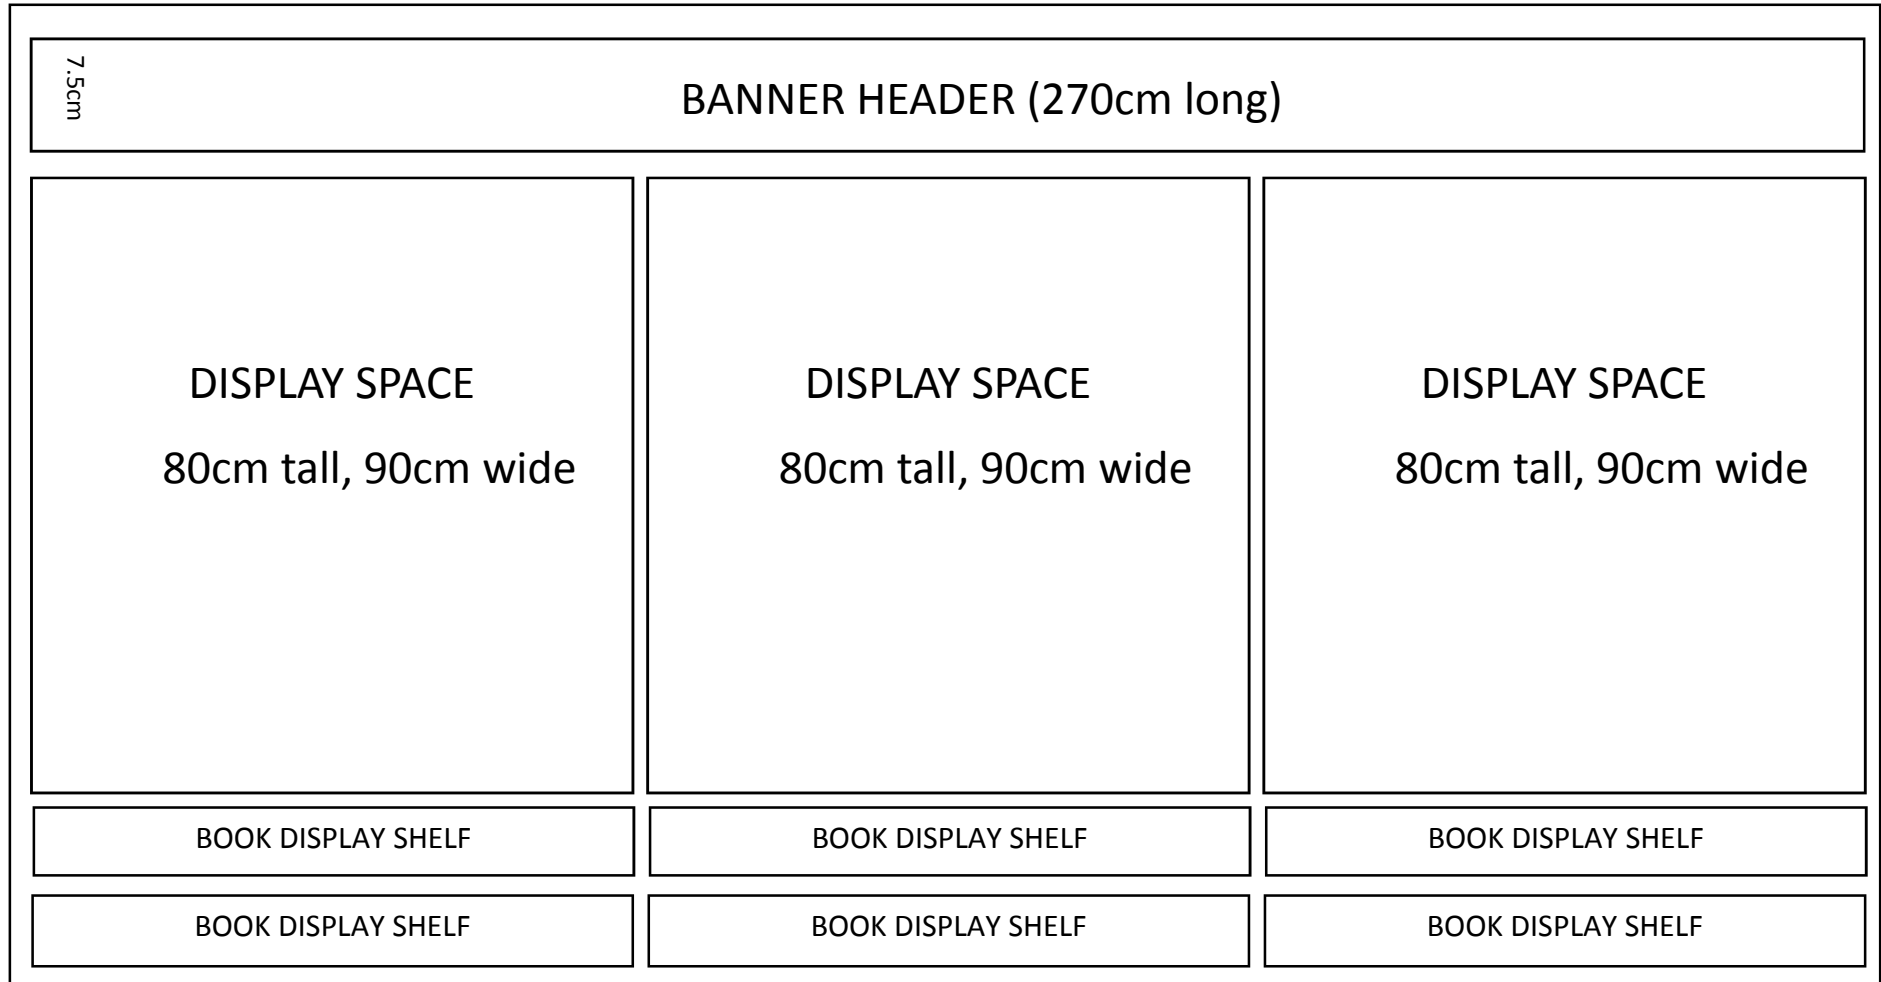 7.5cm
BANNER HEADER (270cm long)
DISPLAY SPACE
80cm tall, 90cm wide
DISPLAY SPACE
80cm tall, 90cm wide
DISPLAY SPACE
80cm tall, 90cm wide
BOOK DISPLAY SHELF
BOOK DISPLAY SHELF
BOOK DISPLAY SHELF
BOOK DISPLAY SHELF
BOOK DISPLAY SHELF
BOOK DISPLAY SHELF